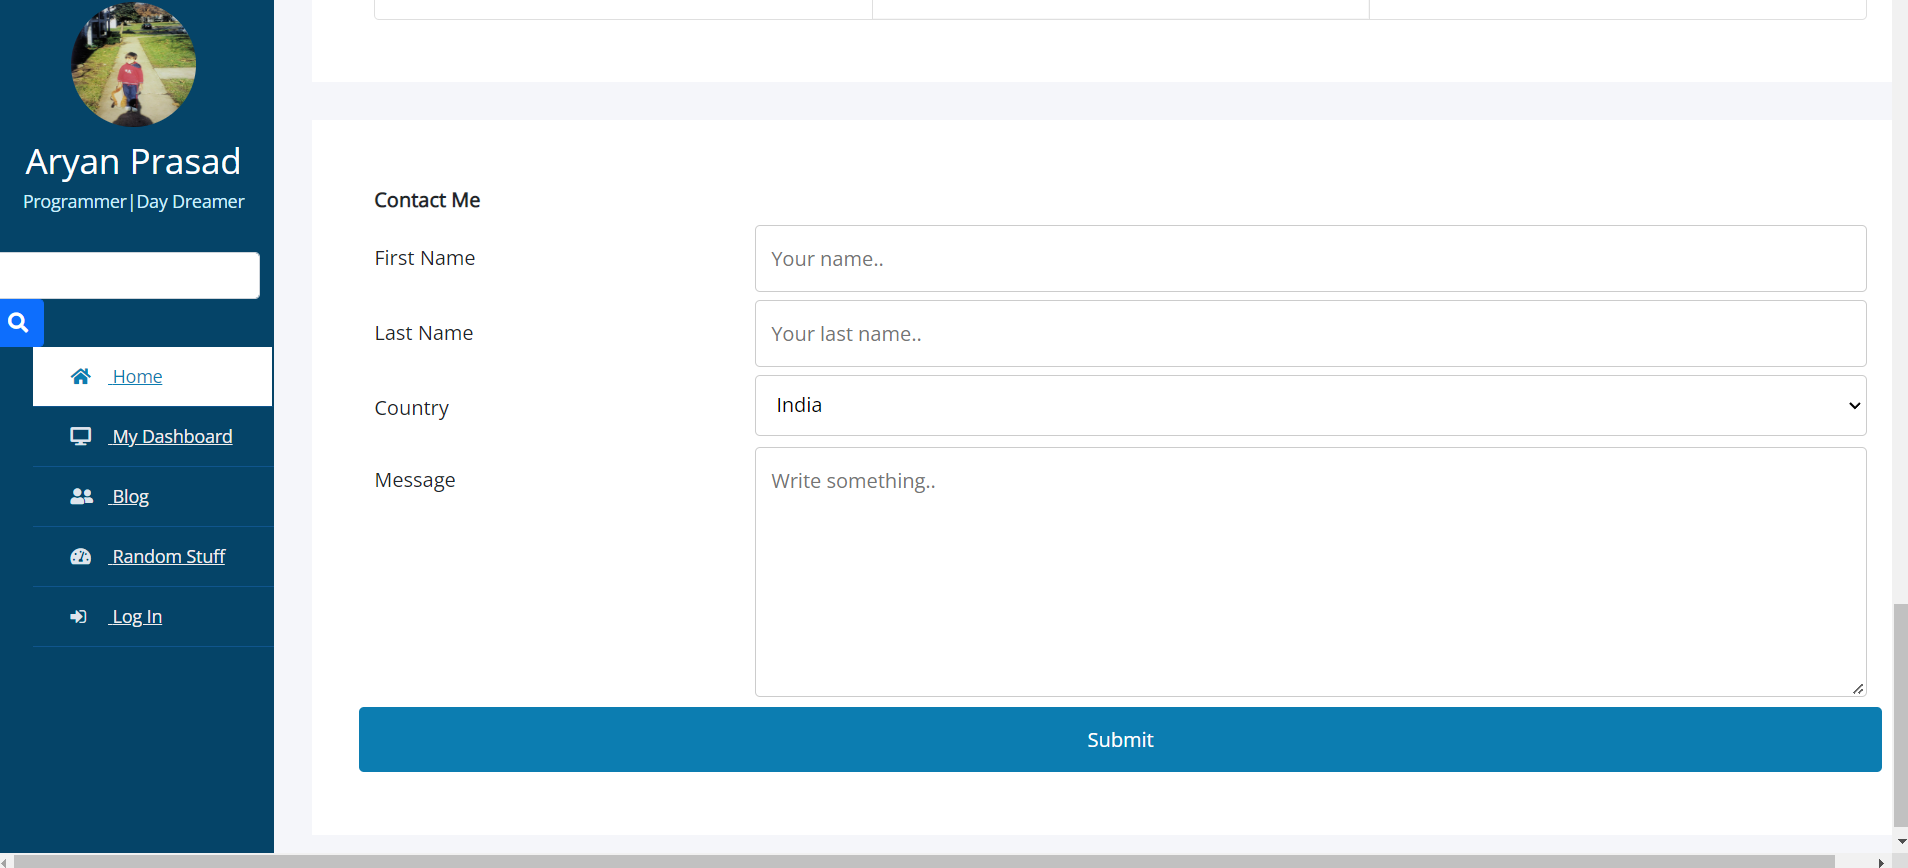 Aryan Prasad
Programmer|Day Dreamer
Home
My Dashboard
Blog
Random Stuff
Log In
Contact Me
First Name
Your name..
Last Name
Your last name..
Country
India
Message
Write something..
Submit